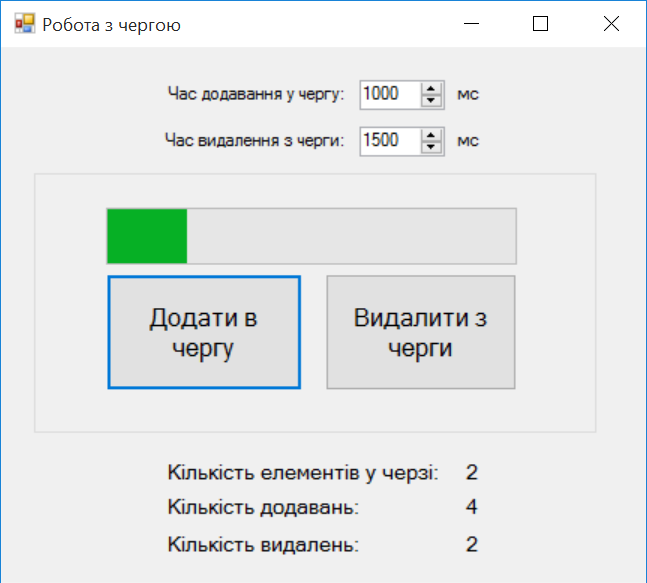 Робота з чергою
Час додавання у чергу: 1000 мс
Час видалення з черги: 1500 мс
Додати в
чергу
Видалити з
черги
Кількість елементів у черзі: 2
Кількість додавань: 4
Кількість видалень: 2